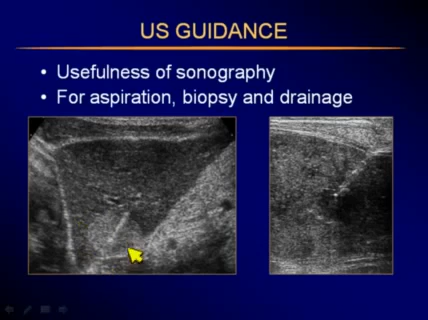 US GUIDANCE
• Usefulness of sonography
• For aspiration, biopsy and drainage